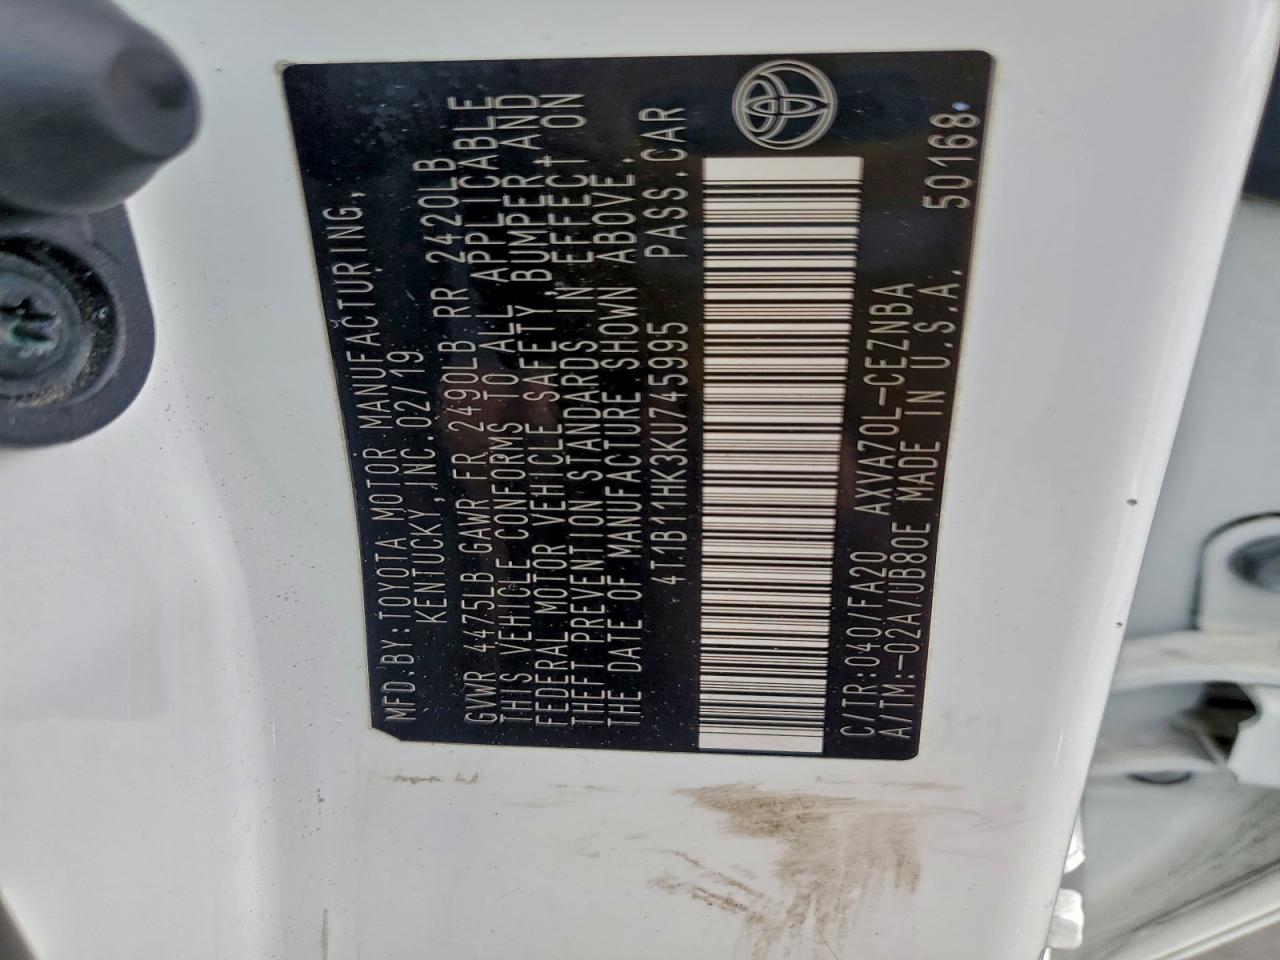 MFD.BY:TOYOTA MOTOR MANUFACTURING,
KENTUCKY,INC.02/19
GVWR 4475LB GAWR FR 2490LB RR 2420LB
THIS VEHICLE CONFORMS TO ALL APPLICABLE
FEDERAL MOTOR VEHICLE SAFETY,BUMPER,AND
THEFT PREVENTION STANDARDS IN EFFECT ON
THE DATE OF MANUFACTURE SHOWN ABOVE.
4T1B11HK3KU745995 PASS.CAR
C/TR:040/FA20 AXVA70L-CEZNBA
A/TM:-02A/UB80E MADE IN U.S.A. 50168